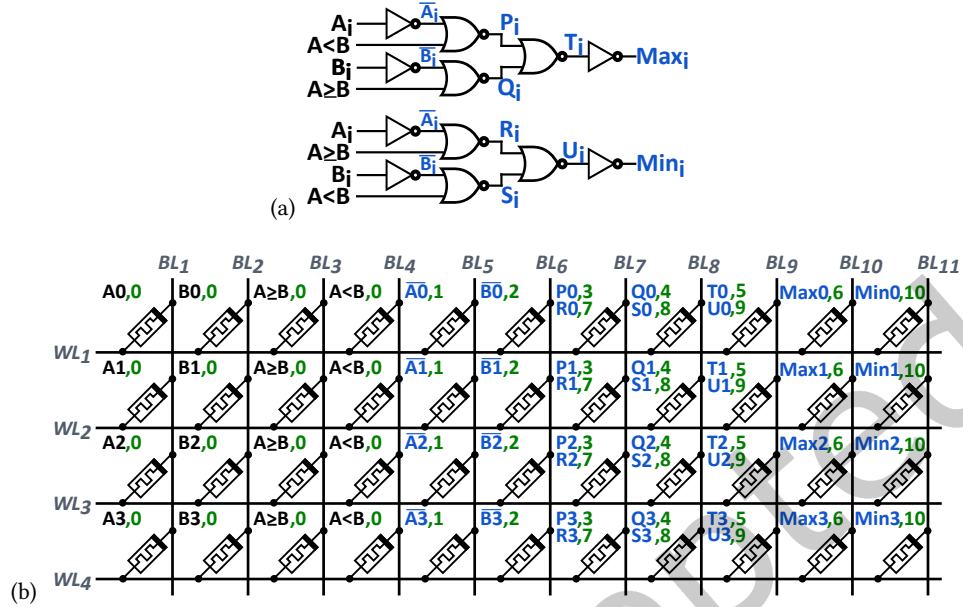 Ai
A̅i̅
Pi
A<B
Ti
Maxi
Bi
B̅i̅
A≥B
Qi
Ai
A̅i̅
Ri
A≥B
Ui
Mini
Bi
B̅i̅
A<B
Si
(a)
BL1 BL2 BL3 BL4 BL5 BL6 BL7 BL8 BL9 BL10 BL11
A0,0 B0,0 A≥B,0 A<B,0 A̅0̅,1 B̅0̅,2 P0,3 Q0,4 T0,5 Max0,6 Min0,10
R0,7 S0,8 U0,9
WL1
A1,0 B1,0 A≥B,0 A<B,0 A̅1̅,1 B̅1̅,2 P1,3 Q1,4 T1,5 Max1,6 Min1,10
R1,7 S1,8 U1,9
WL2
A2,0 B2,0 A≥B,0 A<B,0 A̅2̅,1 B̅2̅,2 P2,3 Q2,4 T2,5 Max2,6 Min2,10
R2,7 S2,8 U2,9
WL3
A3,0 B3,0 A≥B,0 A<B,0 A̅3̅,1 B̅3̅,2 P3,3 Q3,4 T3,5 Max3,6 Min3,10
R3,7 S3,8 U3,9
WL4
(b)
pted